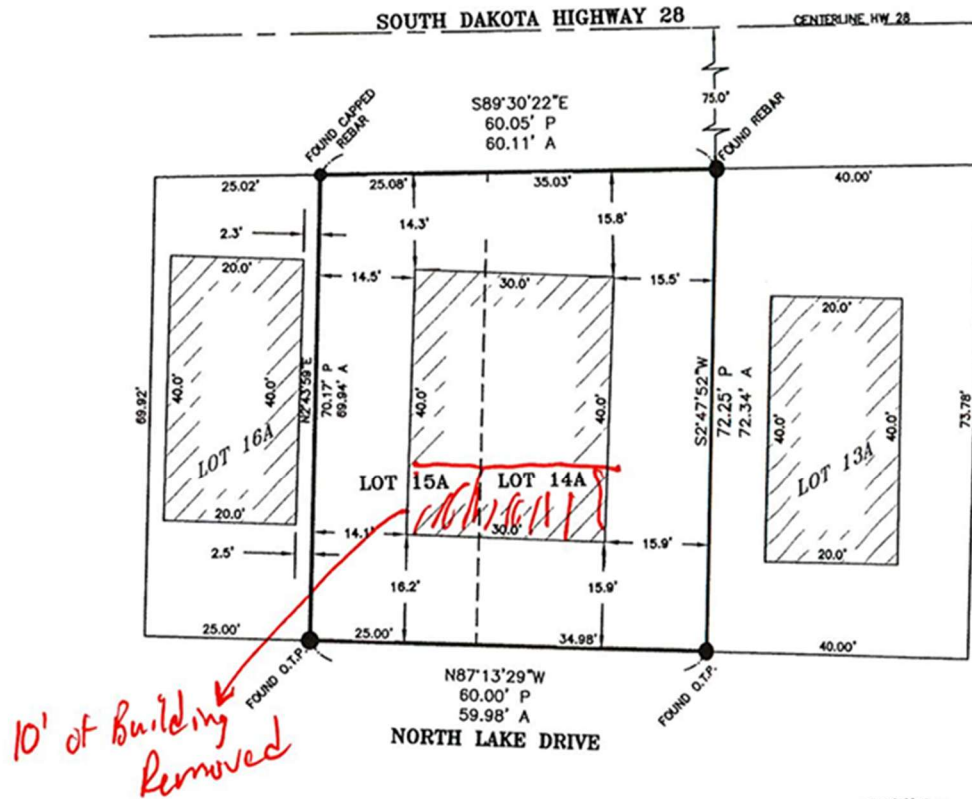 SOUTH DAKOTA HIGHWAY 28
CENTERLINE HW 28
75.0'
S89°30'22"E
60.05' P
60.11' A
FOUND CAPPED
REBAR
FOUND REBAR
25.02'
25.08'
35.03'
40.00'
2.3'
14.3'
15.8'
14.5'
15.5'
20.0'
30.0'
20.0'
69.92'
40.0'
40.0'
N2°43'59"E
70.17' P
69.94' A
40.0'
40.0'
S2°47'52"W
72.25' P
72.34' A
40.0'
40.0'
73.78'
LOT 16A
LOT 15A
LOT 14A
LOT 13A
20.0'
30.0'
20.0'
2.5'
14.1'
15.9'
16.2'
15.9'
25.00'
25.00'
34.98'
40.00'
FOUND O.T.P.
FOUND O.T.P.
N87°13'29"W
60.00' P
59.98' A
NORTH LAKE DRIVE
10' of Building
Removed